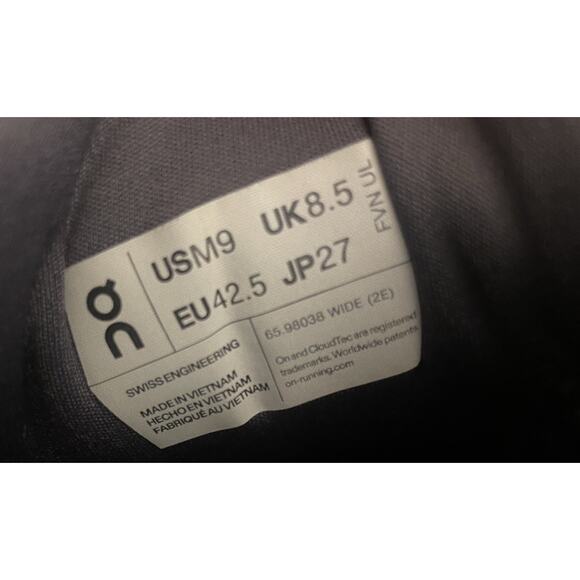 On
USM9 UK8.5
EU42.5 JP27
FVN UL
SWISS ENGINEERING
MADE IN VIETNAM
HECHO EN VIETNAM
FABRIQUÉ AU VIETNAM
65.98038 WIDE (2E)
On and CloudTec are registered
trademarks. Worldwide patents.
on-running.com